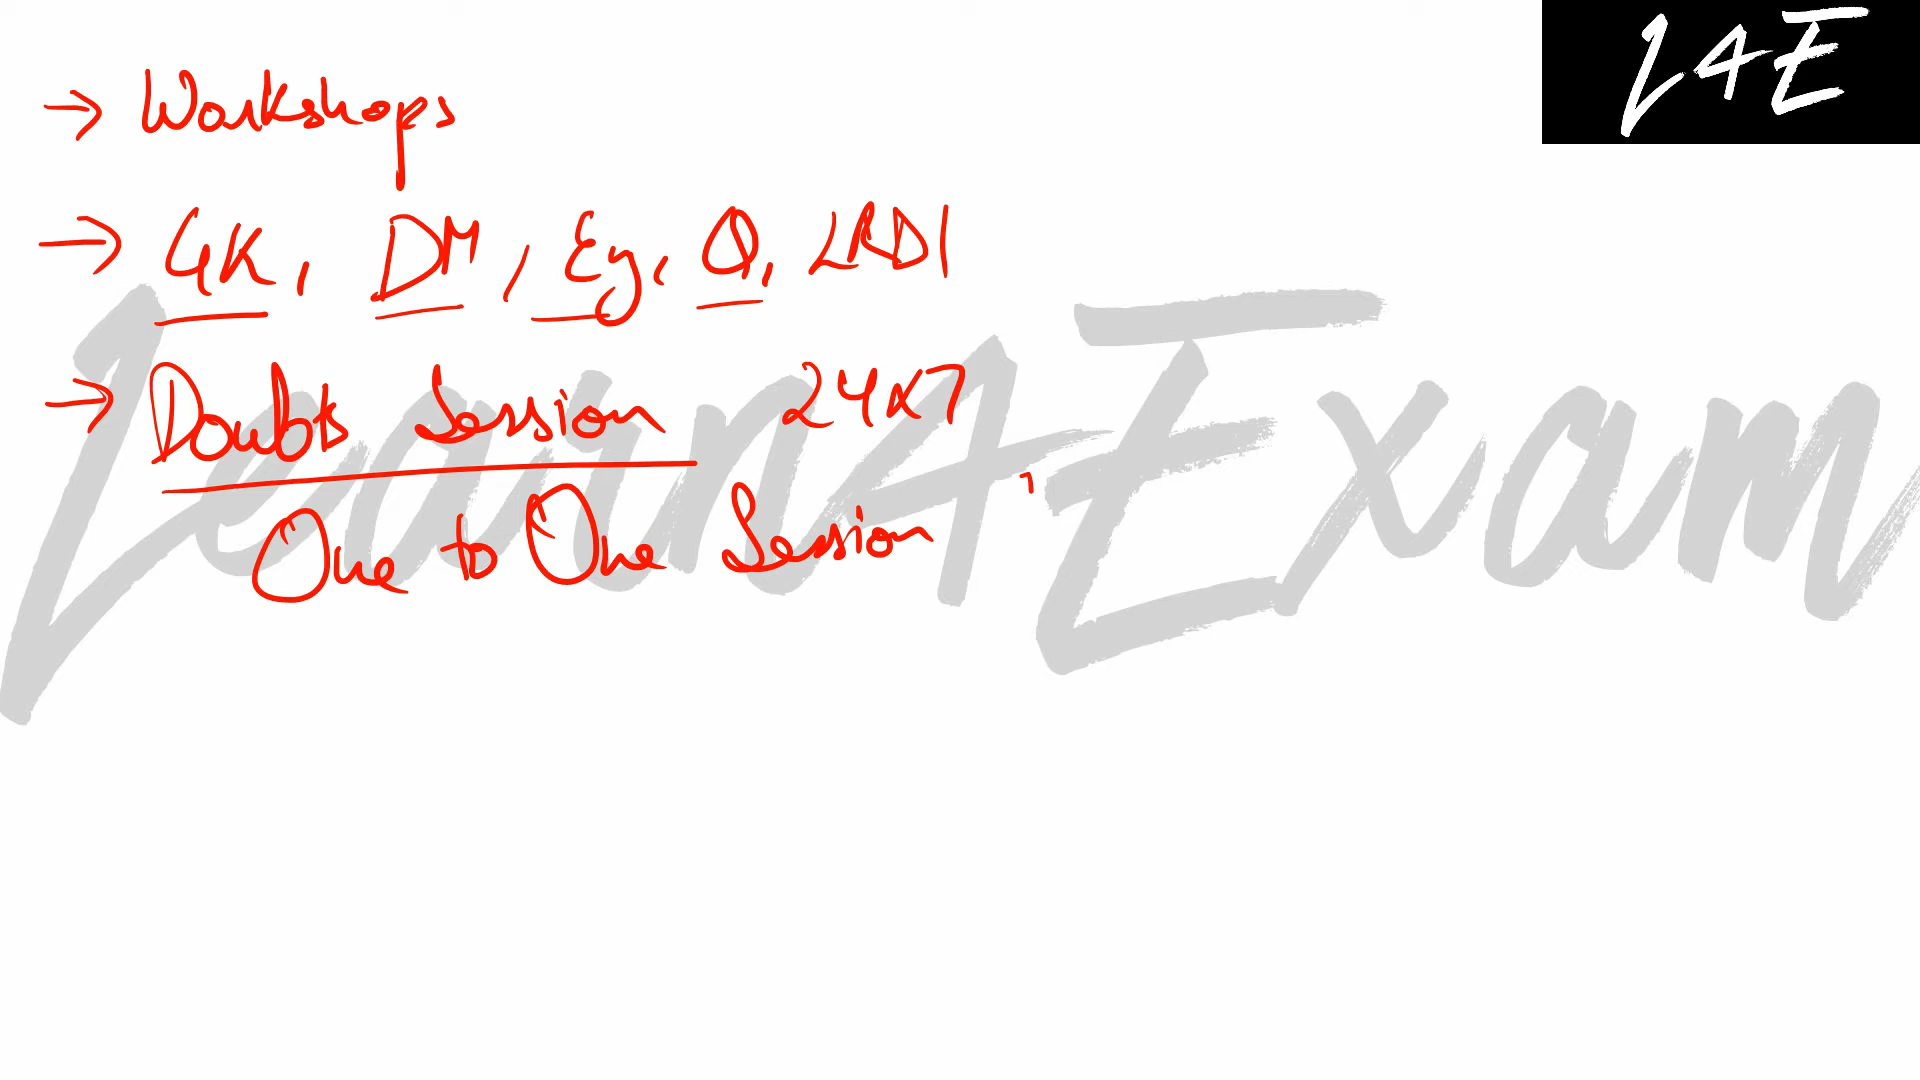 L4E
→ Workshops
→ GK, DM, Eg, Q, LRDI
→ Doubts Session 24x7
One to One Session
Learn4Exam